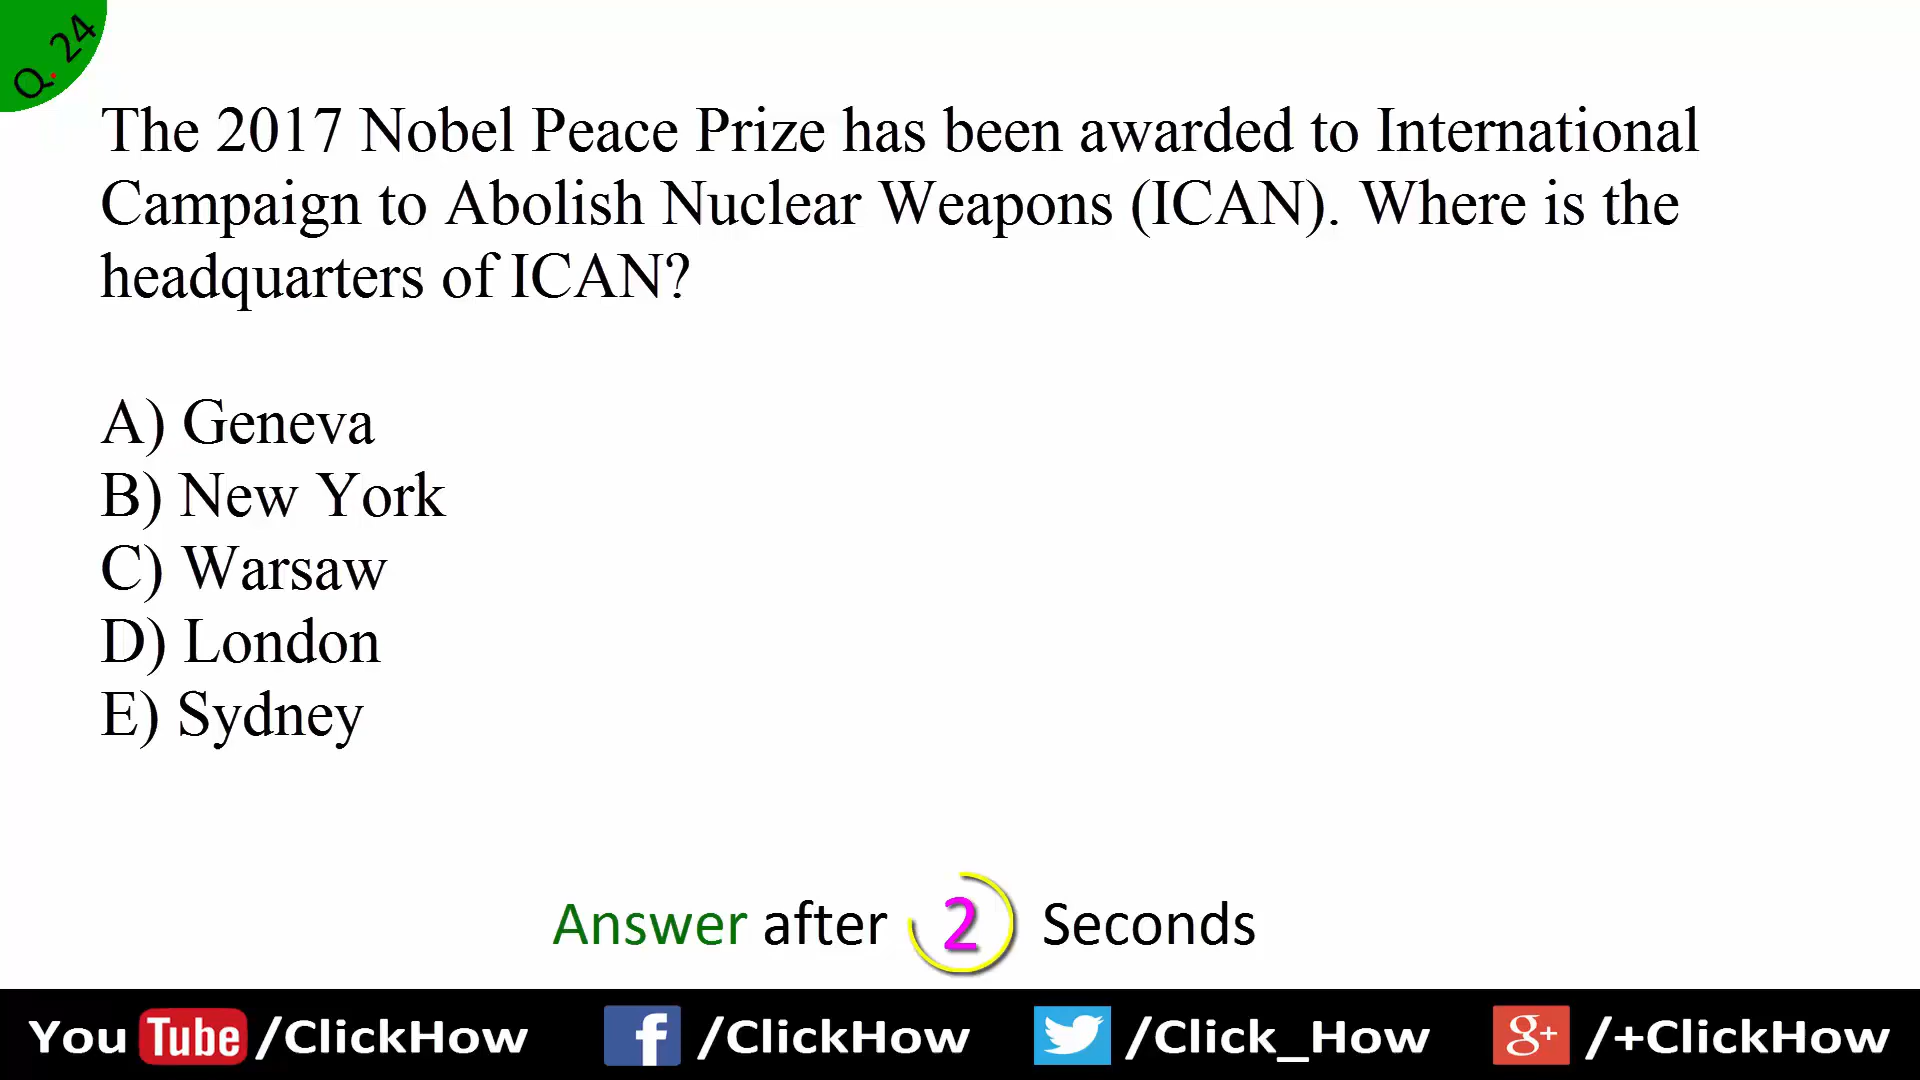 Q. 24
The 2017 Nobel Peace Prize has been awarded to International
Campaign to Abolish Nuclear Weapons (ICAN). Where is the
headquarters of ICAN?
A) Geneva
B) New York
C) Warsaw
D) London
E) Sydney
Answer after 2 Seconds
You Tube /ClickHow f /ClickHow /Click_How g+ /+ClickHow